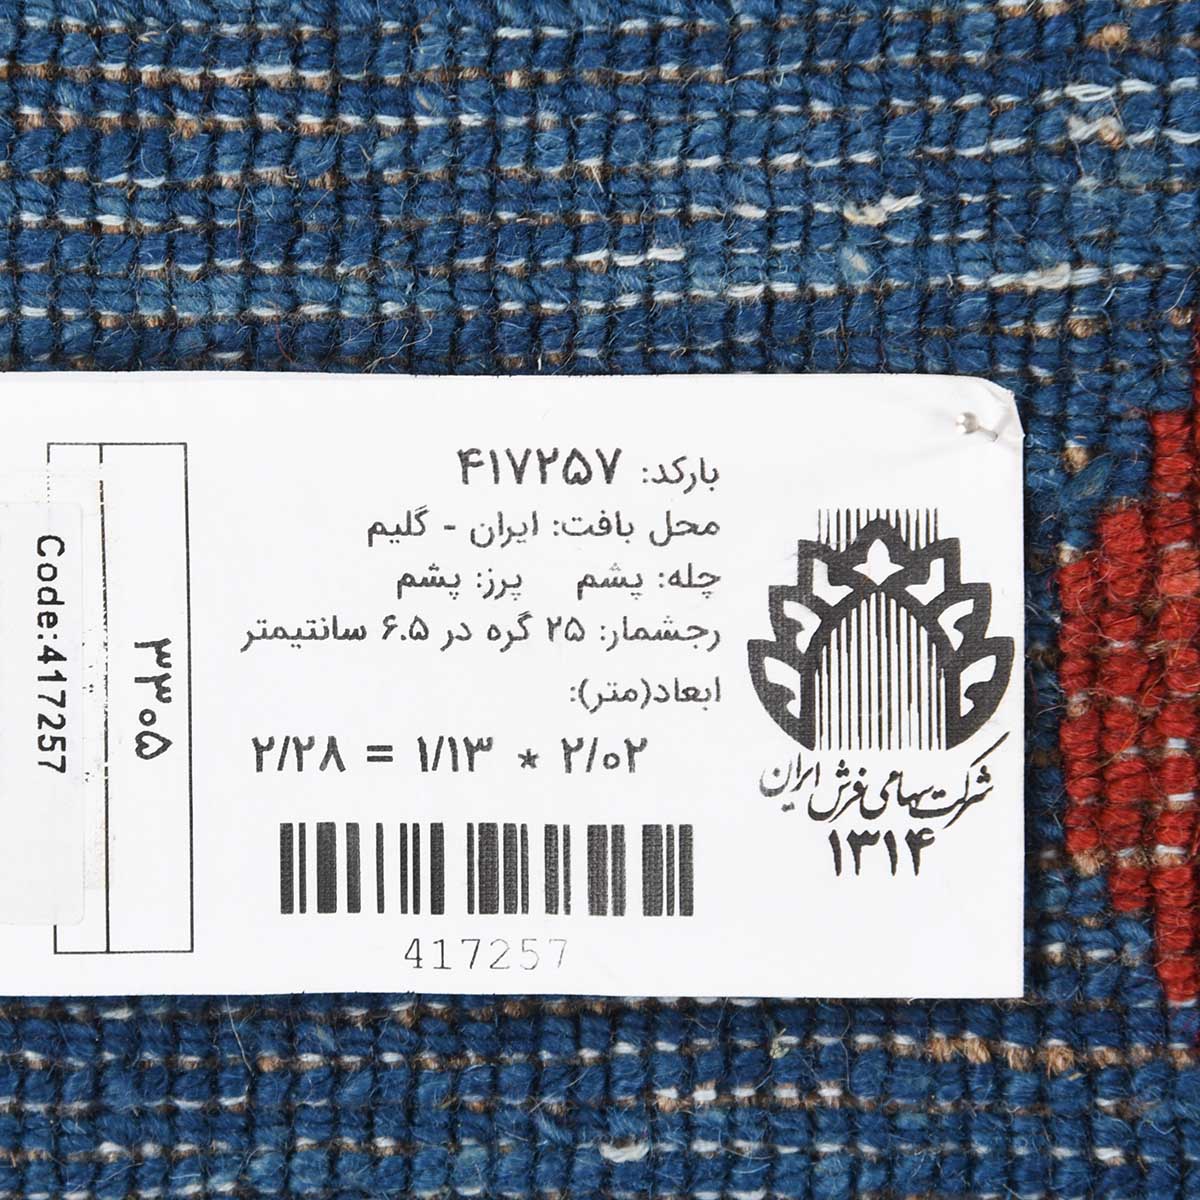 بارکد: ۴۱۷۲۵۷
محل بافت: ایران - گلیم
چله: پشم پرز: پشم
رجشمار: ۲۵ گره در ۶.۵ سانتیمتر
ابعاد(متر):
۲/۰۲ * ۱/۱۳ = ۲/۲۸
417257
شرکت سهامی فرش ایران
۱۳۱۴
۳۳۰۵
Code:417257